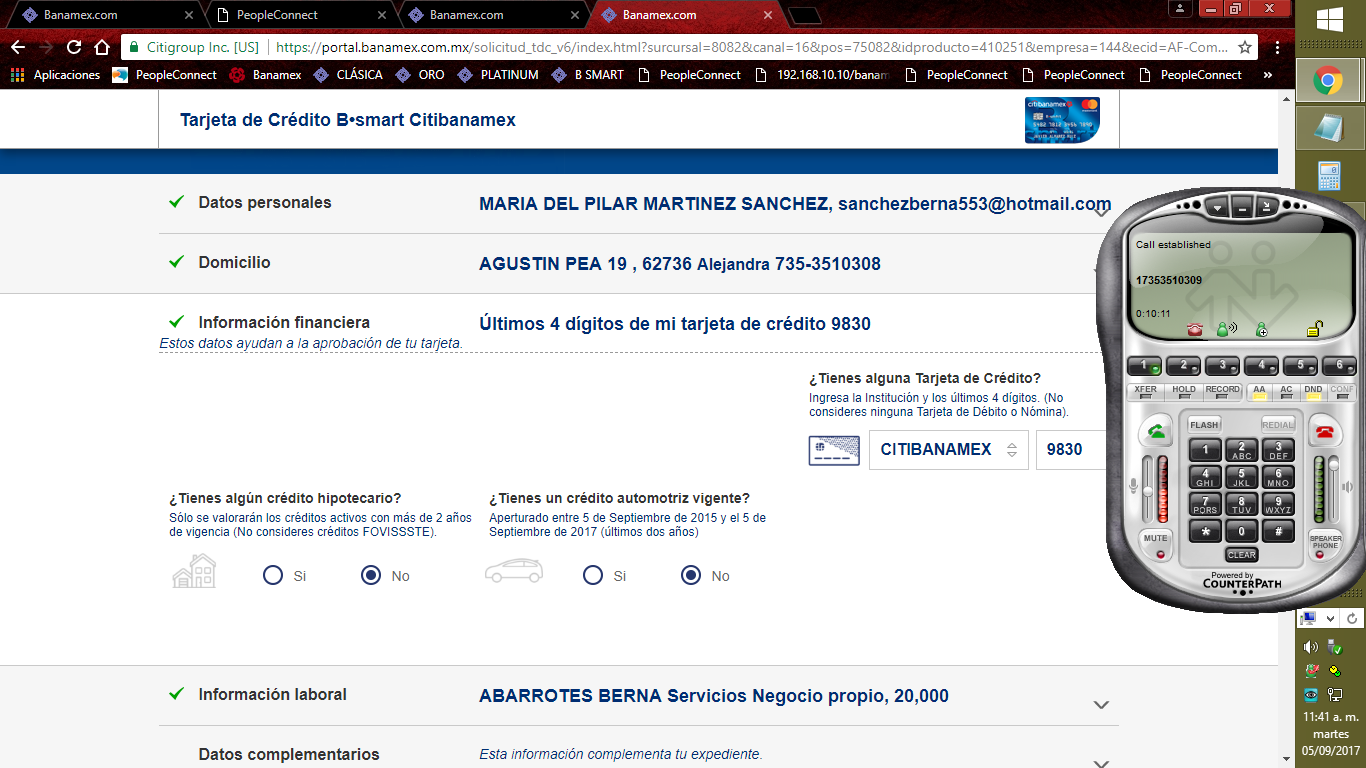 Banamex.com
PeopleConnect
Banamex.com
Banamex.com
Citigroup Inc. [US]
https://portal.banamex.com.mx/solicitud_tdc_v6/index.html?surcursal=8082&canal=16&pos=75082&idproducto=410251&empresa=144&ecid=AF-Com...
Aplicaciones
PeopleConnect
Banamex
CLÁSICA
ORO
PLATINUM
B SMART
PeopleConnect
192.168.10.10/banam
PeopleConnect
PeopleConnect
PeopleConnect
»
Tarjeta de Crédito B•smart Citibanamex
citibanamex
Datos personales
MARIA DEL PILAR MARTINEZ SANCHEZ, sanchezberna553@hotmail.com
Domicilio
AGUSTIN PEA 19 , 62736 Alejandra 735-3510308
Información financiera
Últimos 4 dígitos de mi tarjeta de crédito 9830
Estos datos ayudan a la aprobación de tu tarjeta.
¿Tienes alguna Tarjeta de Crédito?
Ingresa la Institución y los últimos 4 dígitos. (No
consideres ninguna Tarjeta de Débito o Nómina).
CITIBANAMEX
9830
¿Tienes algún crédito hipotecario?
Sólo se valorarán los créditos activos con más de 2 años
de vigencia (No consideres créditos FOVISSSTE).
Si
No
¿Tienes un crédito automotriz vigente?
Aperturado entre 5 de Septiembre de 2015 y el 5 de
Septiembre de 2017 (últimos dos años)
Si
No
Información laboral
ABARROTES BERNA Servicios Negocio propio, 20,000
Datos complementarios
Esta información complementa tu expediente.
Call established
17353510309
0:10:11
1
2
3
4
5
6
XFER
HOLD
RECORD
AA
AC
DND
CONF
FLASH
REDIAL
1
2 ABC
3 DEF
4 GHI
5 JKL
6 MNO
7 PQRS
8 TUV
9 WXYZ
*
0
#
MUTE
CLEAR
SPEAKER
PHONE
Powered by
COUNTERPATH
11:41 a. m.
martes
05/09/2017